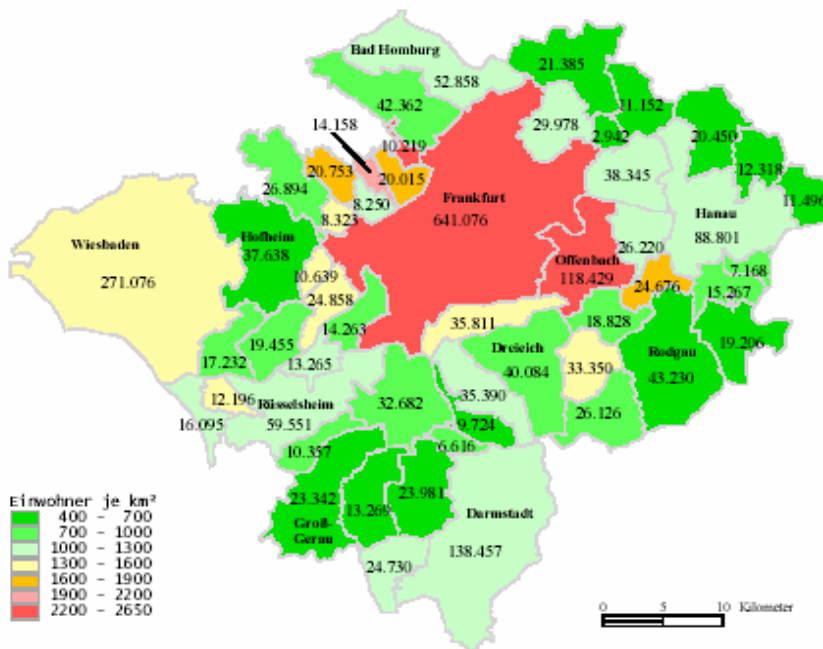 Bad Homburg
52.858
21.385
42.362
11.152
14.158
29.978
2.942
20.450
10.219
20.753
20.015
12.318
26.894
38.345
Frankfurt
11.496
8.250
641.076
Hanau
8.323
88.801
Wiesbaden
Hofheim
26.220
37.638
Offenbach
271.076
10.639
118.429
24.676
7.168
15.267
24.858
14.263
35.811
18.828
19.206
19.455
17.232
13.265
Dreieich
40.084
33.350
Rodgau
43.230
12.196
Rüsselsheim
32.682
35.390
16.095
59.551
9.724
26.126
10.357
6.616
23.342
13.269
23.981
Groß-
Gerau
Darmstadt
138.457
24.730
Einwohner je km²
400 - 700
700 - 1000
1000 - 1300
1300 - 1600
1600 - 1900
1900 - 2200
2200 - 2650
0 5 10 Kilometer